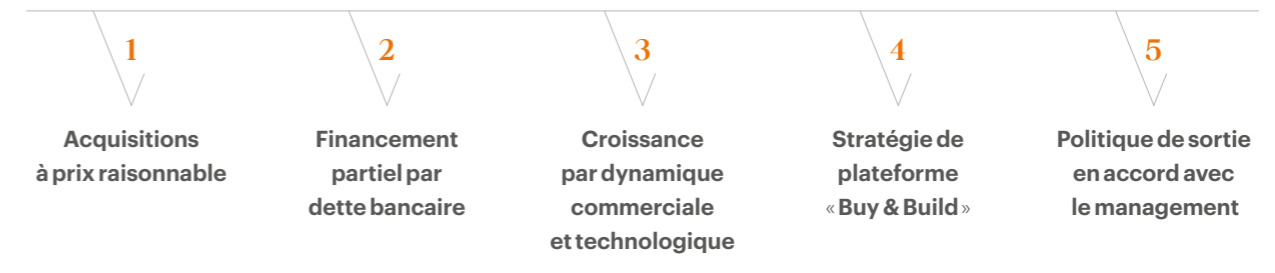 1
Acquisitions
à prix raisonnable
2
Financement
partiel par
dette bancaire
3
Croissance
par dynamique
commerciale
et technologique
4
Stratégie de
plateforme
« Buy & Build »
5
Politique de sortie
en accord avec
le management